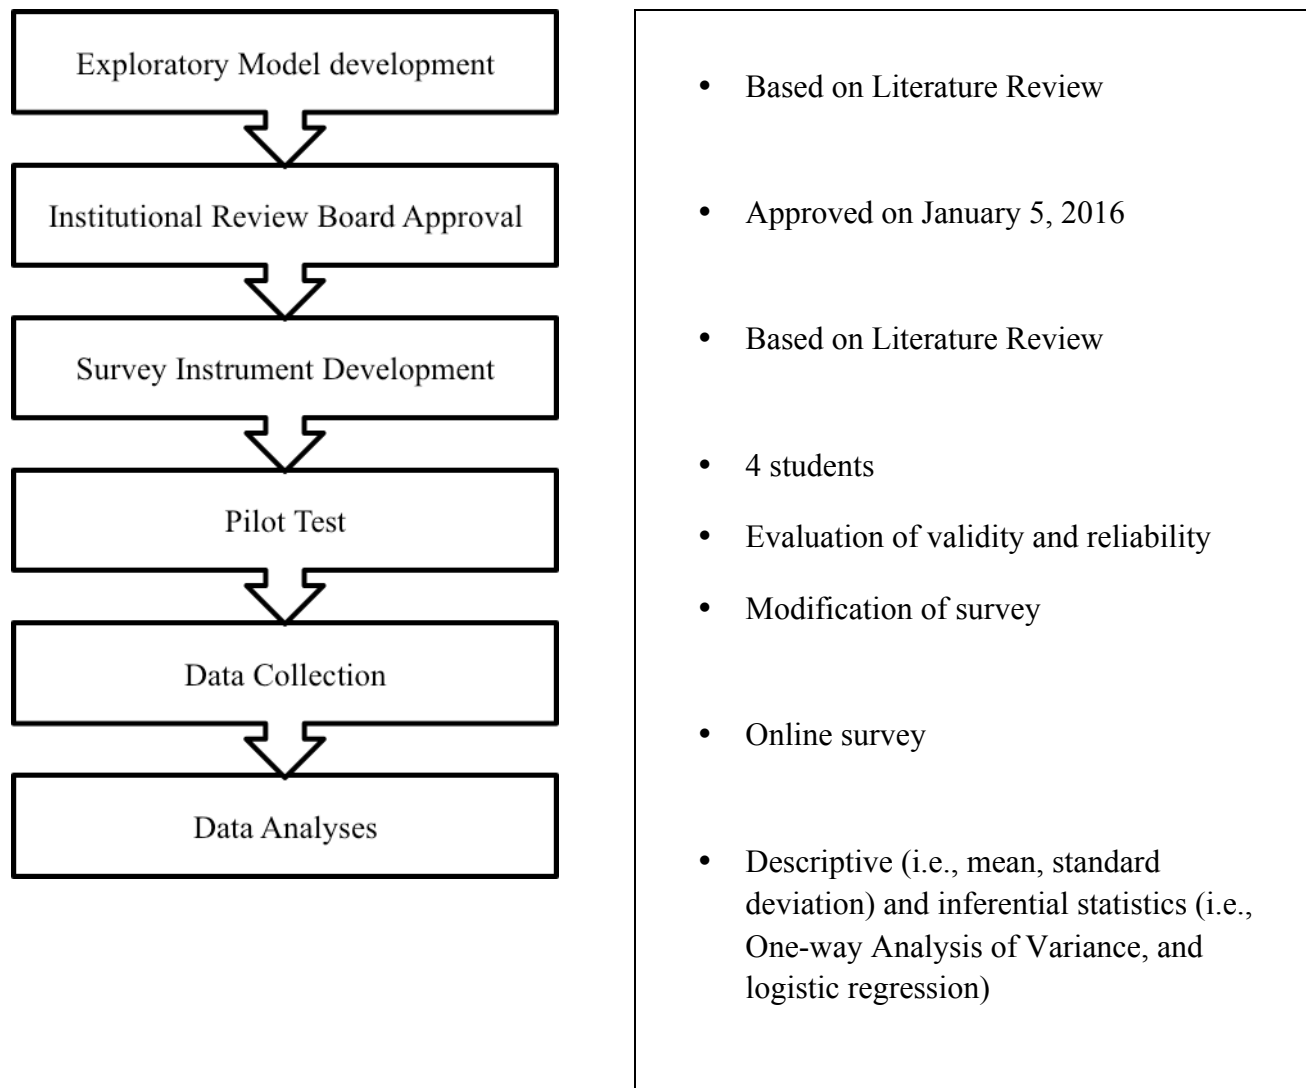 Exploratory Model development
Institutional Review Board Approval
Survey Instrument Development
Pilot Test
Data Collection
Data Analyses
• Based on Literature Review
• Approved on January 5, 2016
• Based on Literature Review
• 4 students
• Evaluation of validity and reliability
• Modification of survey
• Online survey
• Descriptive (i.e., mean, standard
deviation) and inferential statistics (i.e.,
One-way Analysis of Variance, and
logistic regression)